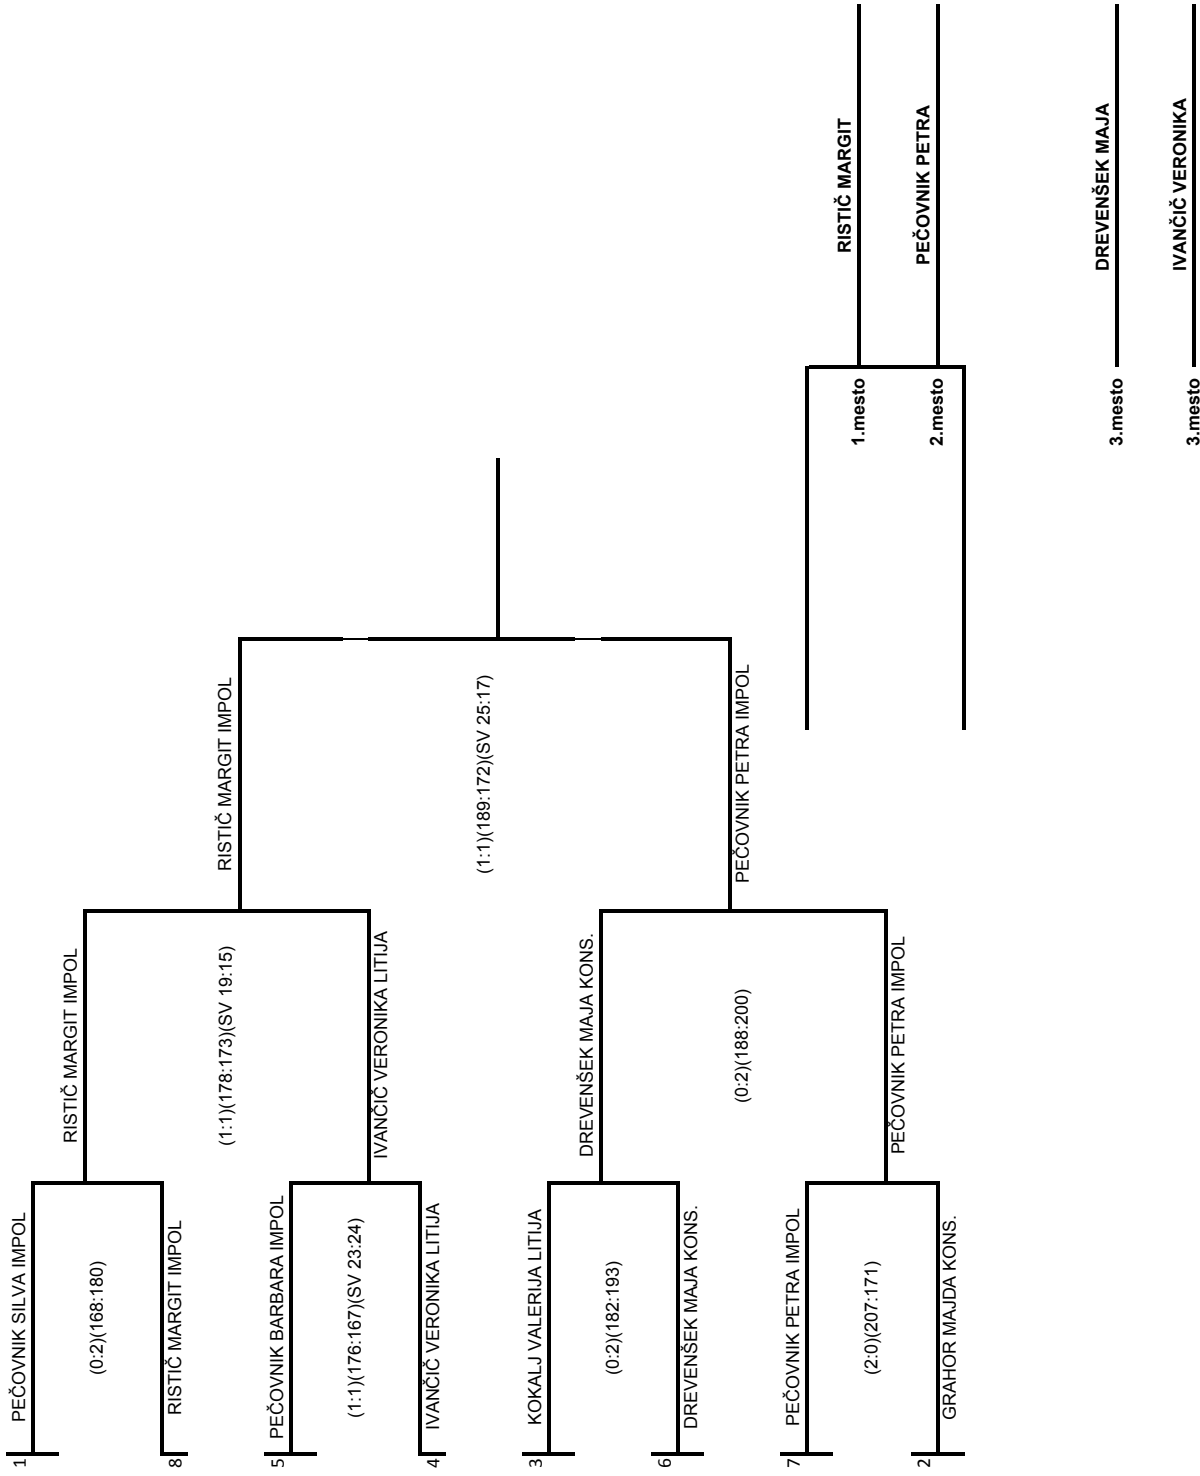 1
PEČOVNIK SILVA IMPOL
(0:2)(168:180)
8
RISTIČ MARGIT IMPOL
5
PEČOVNIK BARBARA IMPOL
(1:1)(176:167)(SV 23:24)
4
IVANČIČ VERONIKA LITIJA
3
KOKALJ VALERIJA LITIJA
(0:2)(182:193)
6
DREVENŠEK MAJA KONS.
7
PEČOVNIK PETRA IMPOL
(2:0)(207:171)
2
GRAHOR MAJDA KONS.
RISTIČ MARGIT IMPOL
(1:1)(178:173)(SV 19:15)
IVANČIČ VERONIKA LITIJA
DREVENŠEK MAJA KONS.
(0:2)(188:200)
PEČOVNIK PETRA IMPOL
RISTIČ MARGIT IMPOL
(1:1)(189:172)(SV 25:17)
PEČOVNIK PETRA IMPOL
1.mesto RISTIČ MARGIT
2.mesto PEČOVNIK PETRA
3.mesto DREVENŠEK MAJA
3.mesto IVANČIČ VERONIKA